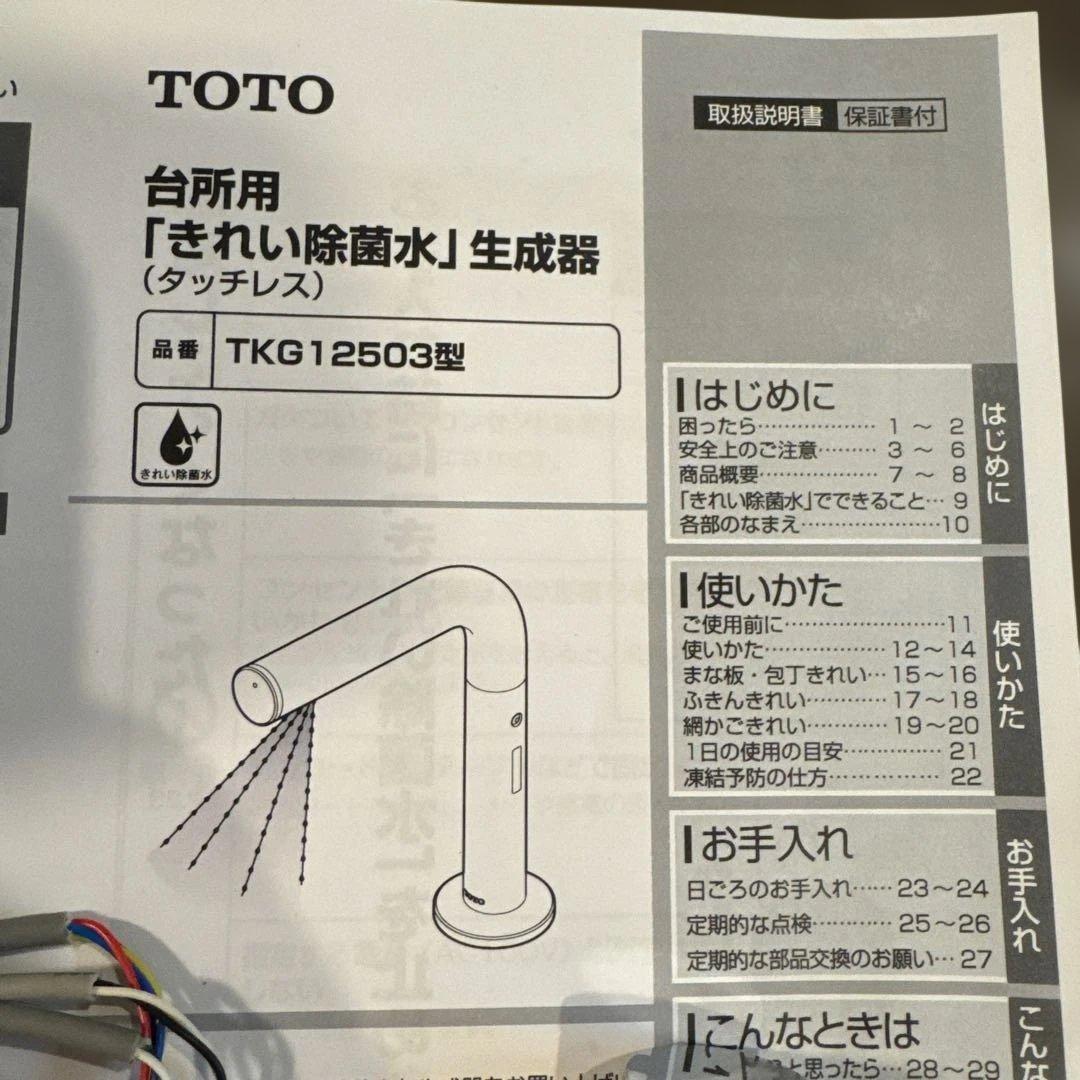 い
TOTO
台所用
「きれい除菌水」生成器
（タッチレス）
品番 TKG12503型
きれい除菌水
TOTO
取扱説明書 保証書付
はじめに
困ったら……………… 1 ～ 2
安全上のご注意……… 3 ～ 6
商品概要……………… 7 ～ 8
「きれい除菌水」でできること… 9
各部のなまえ…………………10
はじめに
使いかた
ご使用前に……………………11
使いかた……………… 12～14
まな板・包丁きれい… 15～16
ふきんきれい………… 17～18
網かごきれい………… 19～20
1日の使用の目安…………… 21
凍結予防の仕方…………… 22
使いかた
お手入れ
日ごろのお手入れ…… 23～24
定期的な点検………… 25～26
定期的な部品交換のお願い… 27
お手入れ
こんなときは
と思ったら… 28～29
こんな